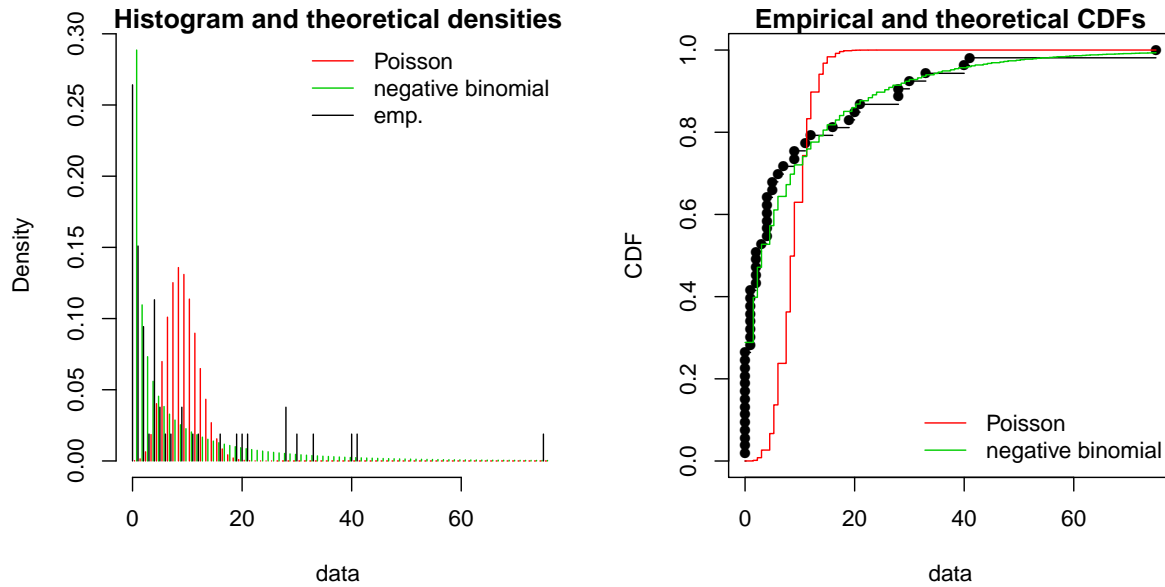 Histogram and theoretical densities
Density
0.00
0.05
0.10
0.15
0.20
0.25
0.30
Poisson
negative binomial
emp.
0
20
40
60
data
Empirical and theoretical CDFs
CDF
0.0
0.2
0.4
0.6
0.8
1.0
Poisson
negative binomial
0
20
40
60
data